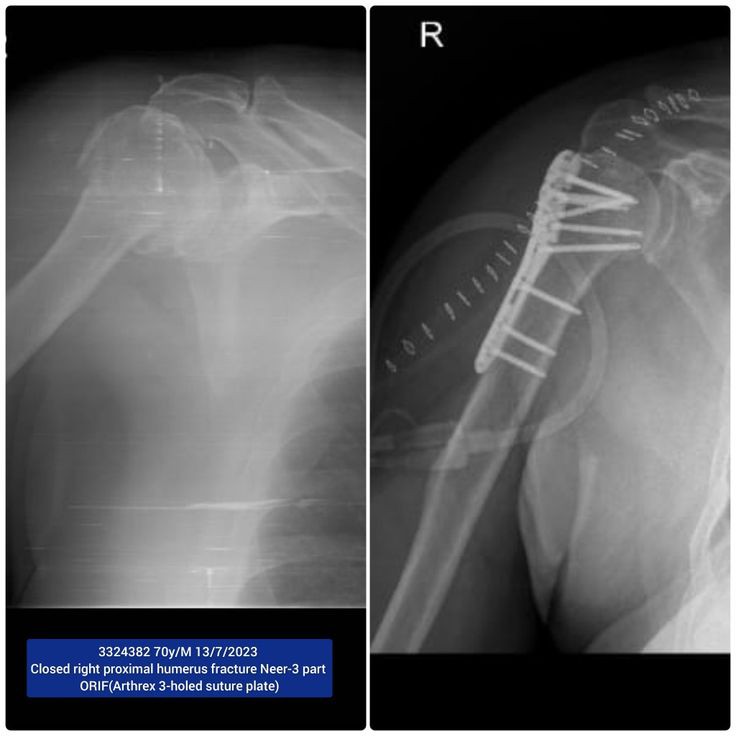 R
3324382 70y/M 13/7/2023
Closed right proximal humerus fracture Neer-3 part
ORIF(Arthrex 3-holed suture plate)